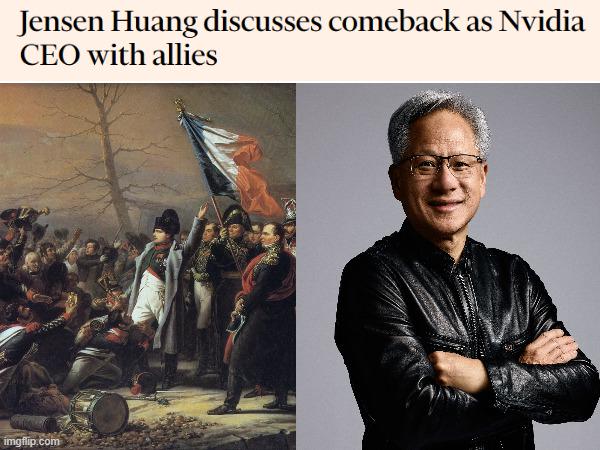 Jensen Huang discusses comeback as Nvidia
CEO with allies
imgflip.com